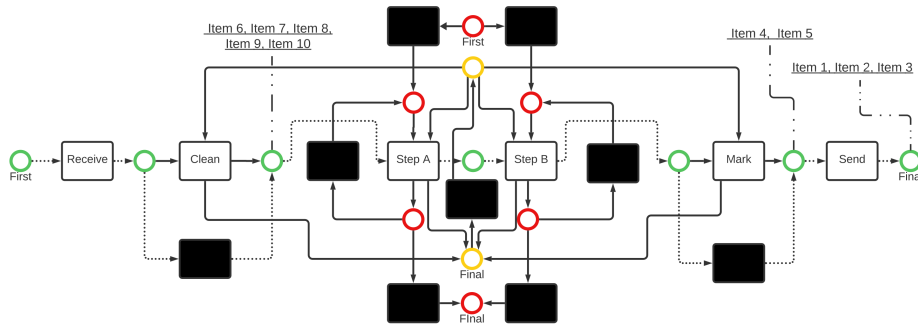 Item 6, Item 7, Item 8,
Item 9, Item 10
First
Item 4, Item 5
Item 1, Item 2, Item 3
Receive
Clean
Step A
Step B
Mark
Send
First
Final
Final
FInal